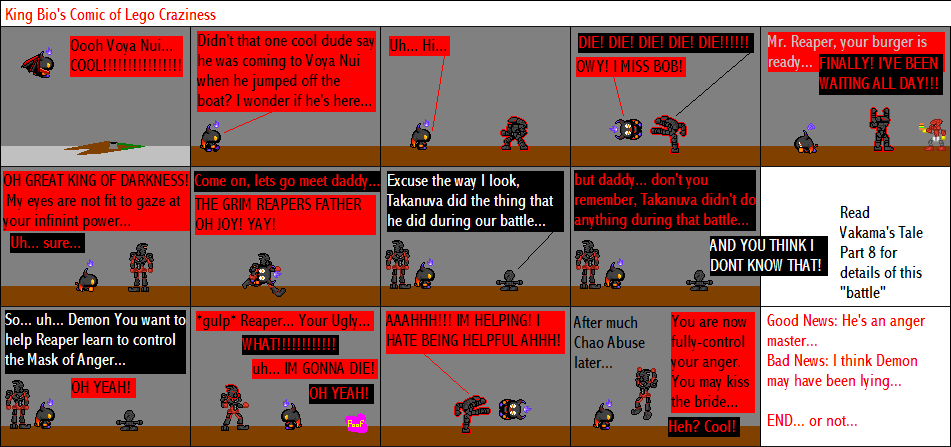 King Bio's Comic of Lego Craziness
Oooh Voya Nui...
COOL!!!!!!!!!!!!!!!!
Didn't that one cool dude say
he was coming to Voya Nui
when he jumped off the
boat? I wonder if he's here...
Uh... Hi...
DIE! DIE! DIE! DIE! DIE!!!!!!
OWY! I MISS BOB!
Mr. Reaper, your burger is
ready...
FINALLY! I'VE BEEN
WAITING ALL DAY!!!
OH GREAT KING OF DARKNESS!
My eyes are not fit to gaze at
your infinint power...
Uh... sure...
Come on, lets go meet daddy...
THE GRIM REAPERS FATHER
OH JOY! YAY!
Excuse the way I look,
Takanuva did the thing that
he did during our battle...
but daddy... don't you
remember, Takanuva didn't do
anything during that battle...
AND YOU THINK I
DONT KNOW THAT!
Read
Vakama's Tale
Part 8 for
details of this
"battle"
So... uh... Demon You want to
help Reaper learn to control
the Mask of Anger...
OH YEAH!
*gulp* Reaper... Your Ugly...
WHAT!!!!!!!!!!!!
uh... IM GONNA DIE!
OH YEAH!
Poof
AAAHHH!!! IM HELPING! I
HATE BEING HELPFUL AHHH!
After much
Chao Abuse
later...
You are now
fully-control
your anger.
You may kiss
the bride...
Heh? Cool!
Good News: He's an anger
master...
Bad News: I think Demon
may have been lying...
END... or not...